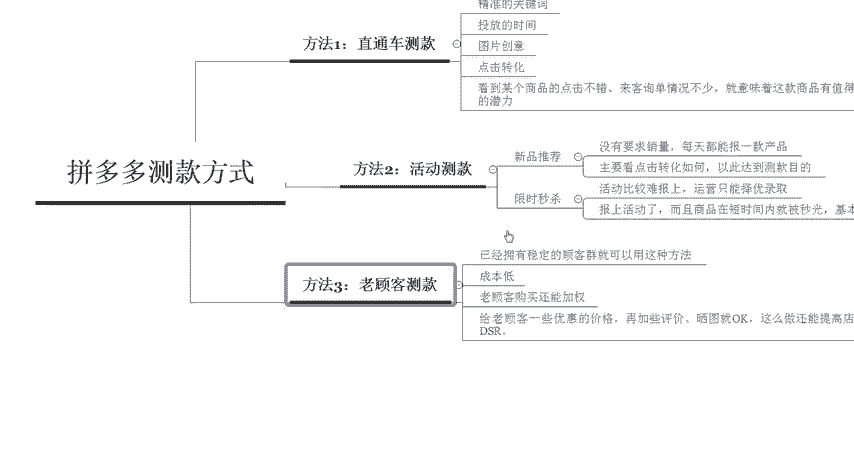 精准的关键词
投放的时间
方法1：直通车测款
图片创意
点击转化
看到某个商品的点击不错、来客询单情况不少，就意味着这款商品有值得
的潜力
没有要求销量，每天都能报一款产品
新品推荐
方法2：活动测款
主要看点击转化如何，以此达到测款目的
拼多多测款方式
活动比较难报上，运营只能择优录取
限时秒杀
报上活动了，而且商品在短时间内就被秒光，基本
已经拥有稳定的顾客群就可以用这种方法
成本低
方法3：老顾客测款
老顾客购买还能加权
给老顾客一些优惠的价格，再加些评价、晒图就OK，这么做还能提高店
DSR。